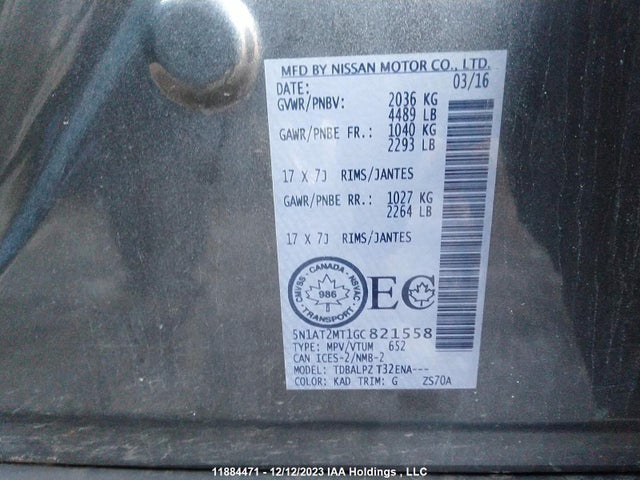 MFD BY NISSAN MOTOR CO., LTD.
DATE: 03/16
GVWR/PNBV: 2036 KG
4489 LB
GAWR/PNBE FR.: 1040 KG
2293 LB
17 X 7J RIMS/JANTES
GAWR/PNBE RR.: 1027 KG
2264 LB
17 X 7J RIMS/JANTES
CANADA
CMVSS NSVAC
986
TRANSPORT
EC
5N1AT2MT1GC821558
TYPE: MPV/VTUM 652
CAN ICES-2/NMB-2
MODEL: TDBALPZ T32ENA---
COLOR: KAD TRIM: G ZS70A
11884471 - 12/12/2023 IAA Holdings , LLC